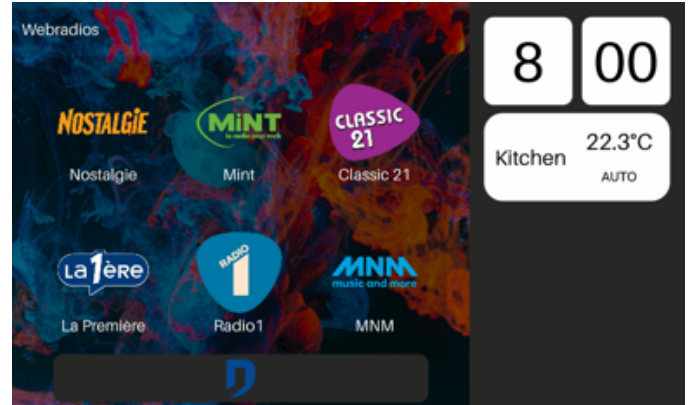 Webradios
8 00
Kitchen
22.3°C
AUTO
NOSTALGiE
MiNT
la radio pop rock
CLASSIC
21
Nostalgie
Mint
Classic 21
La 1ère
RADIO
1
MNM
music and more
La Première
Radio1
MNM